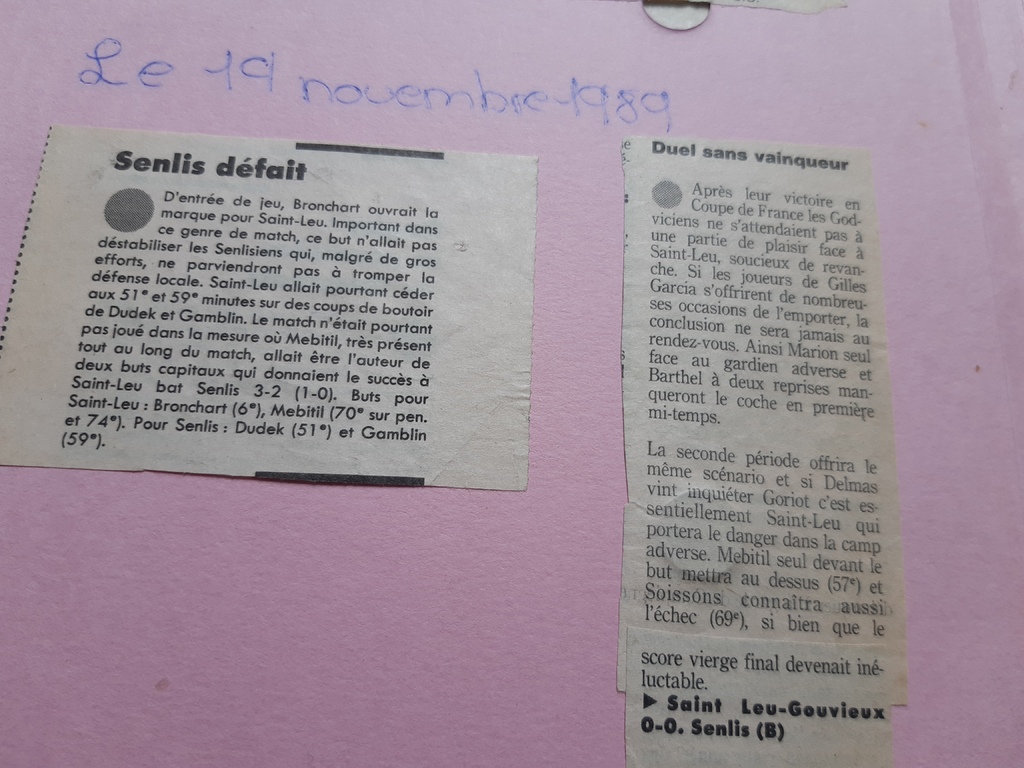 Le 19 novembre 1989
Senlis défait
D'entrée de jeu, Bronchart ouvrait la
marque pour Saint-Leu. Important dans
ce genre de match, ce but n'allait pas
déstabiliser les Senlisiens qui, malgré de gros
efforts, ne parviendront pas à tromper la
défense locale. Saint-Leu allait pourtant céder
aux 51e et 59e minutes sur des coups de boutoir
de Dudek et Gamblin. Le match n'était pourtant
pas joué dans la mesure où Mebitil, très présent
tout au long du match, allait être l'auteur de
deux buts capitaux qui donnaient le succès à
Saint-Leu bat Senlis 3-2 (1-0). Buts pour
Saint-Leu : Bronchart (6e), Mebitil (70e sur pen.
et 74e). Pour Senlis : Dudek (51e) et Gamblin
(59e).
Duel sans vainqueur
Après leur victoire en
Coupe de France les God-
viciens ne s'attendaient pas à
une partie de plaisir face à
Saint-Leu, soucieux de revan-
che. Si les joueurs de Gilles
Garcia s'offrirent de nombreu-
ses occasions de l'emporter, la
conclusion ne sera jamais au
rendez-vous. Ainsi Marion seul
face au gardien adverse et
Barthel à deux reprises man-
queront le coche en première
mi-temps.
La seconde période offrira le
même scénario et si Delmas
vint inquiéter Goriot c'est es-
sentiellement Saint-Leu qui
portera le danger dans la camp
adverse. Mebitil seul devant le
but mettra au dessus (57e) et
Soissons connaîtra aussi
l'échec (69e), si bien que le
score vierge final devenait iné-
luctable.
▶ Saint Leu-Gouvieux
0-0. Senlis (B)